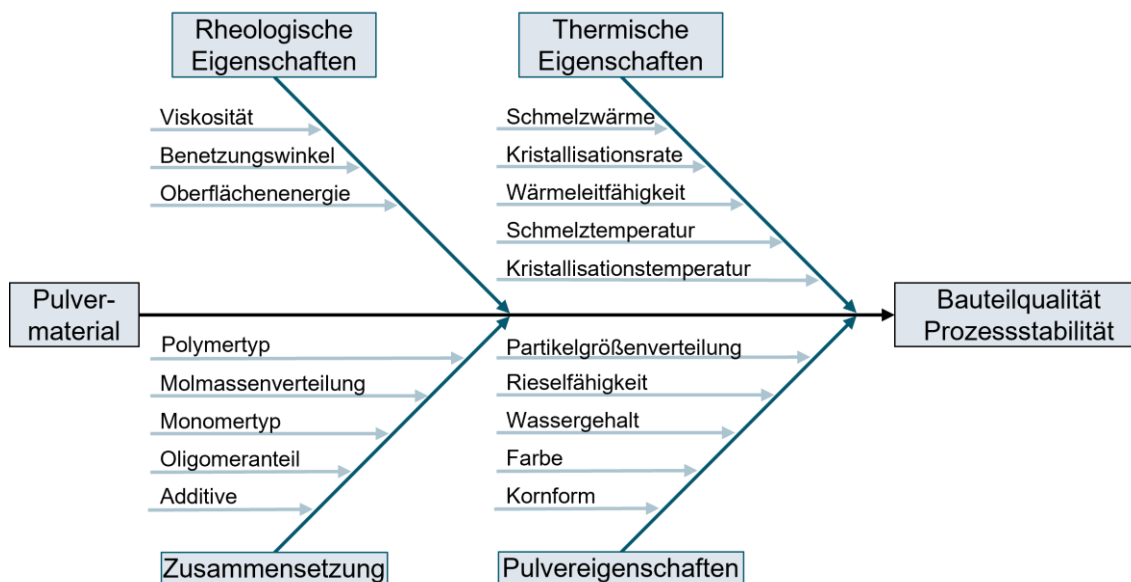 Rheologische
Eigenschaften
Viskosität
Benetzungswinkel
Oberflächenenergie
Thermische
Eigenschaften
Schmelzwärme
Kristallisationsrate
Wärmeleitfähigkeit
Schmelztemperatur
Kristallisationstemperatur
Pulver-
material
Bauteilqualität
Prozessstabilität
Polymertyp
Molmassenverteilung
Monomertyp
Oligomeranteil
Additive
Zusammensetzung
Partikelgrößenverteilung
Rieselfähigkeit
Wassergehalt
Farbe
Kornform
Pulvereigenschaften